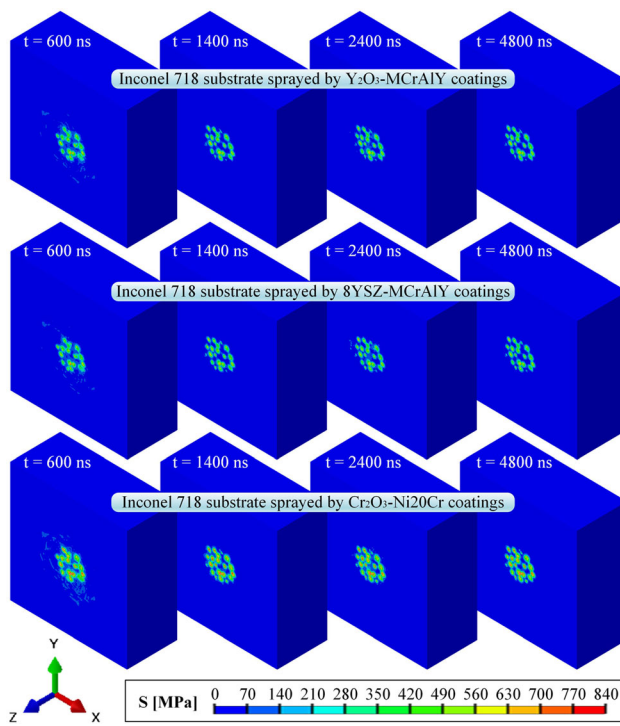 t = 600 ns t = 1400 ns t = 2400 ns t = 4800 ns
Inconel 718 substrate sprayed by Y₂O₃-MCrAlY coatings
t = 600 ns t = 1400 ns t = 2400 ns t = 4800 ns
Inconel 718 substrate sprayed by 8YSZ-MCrAlY coatings
t = 600 ns t = 1400 ns t = 2400 ns t = 4800 ns
Inconel 718 substrate sprayed by Cr₂O₃-Ni20Cr coatings
Y
Z X
S [MPa]
0 70 140 210 280 350 420 490 560 630 700 770 840